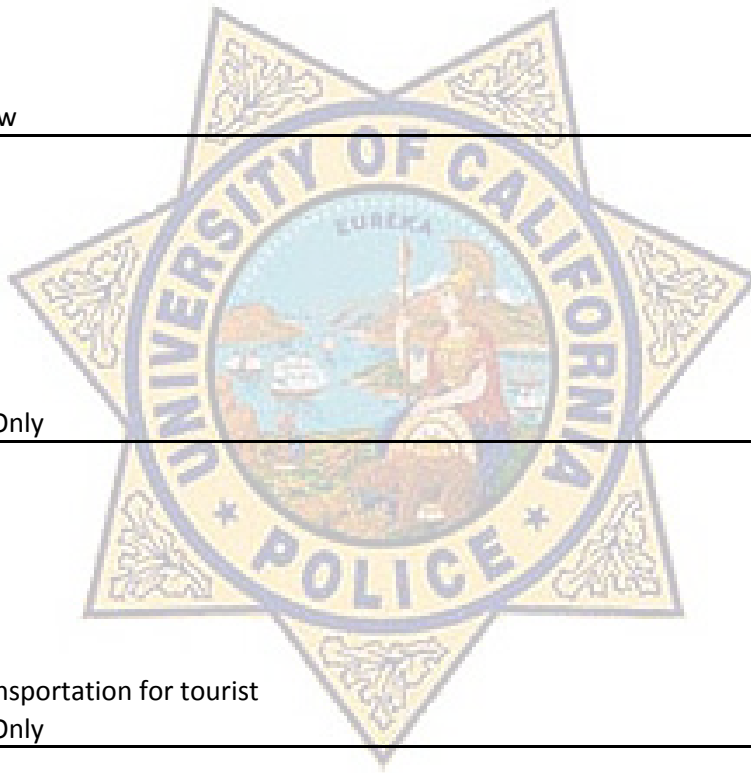 w
UNIVERSITY OF CALIFORNIA
EUREKA
Only
POLICE
nsportation for tourist
Only